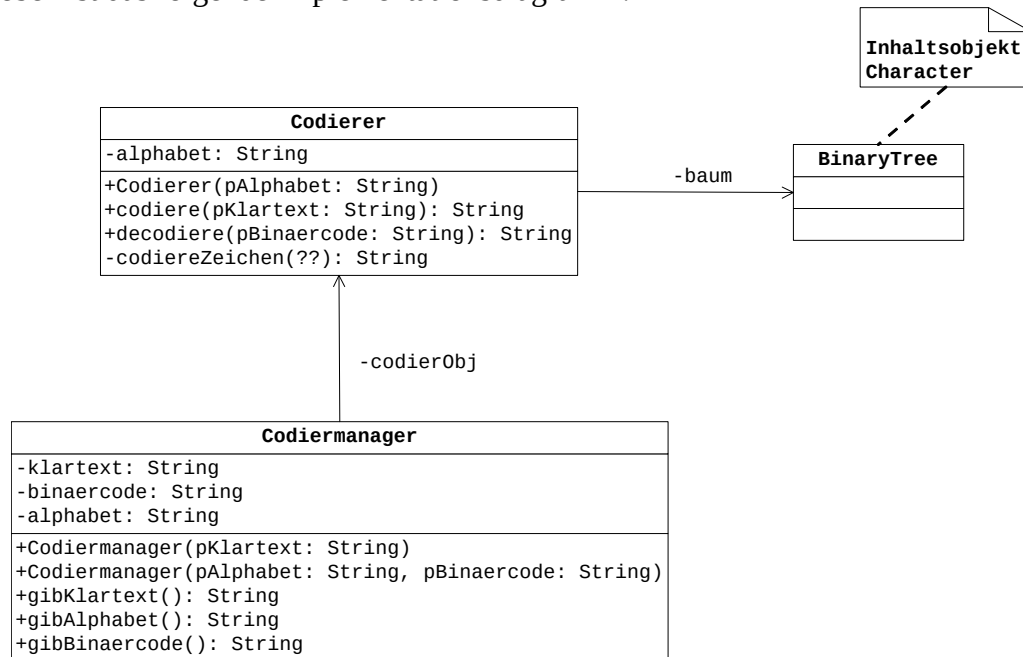 Inhaltsobjekt
Character
Codierer
-alphabet: String
+Codierer(pAlphabet: String)
+codiere(pKlartext: String): String
+decodiere(pBinaercode: String): String
-codiereZeichen(??): String
-baum
BinaryTree
-codierObj
Codiermanager
-klartext: String
-binaercode: String
-alphabet: String
+Codiermanager(pKlartext: String)
+Codiermanager(pAlphabet: String, pBinaercode: String)
+gibKlartext(): String
+gibAlphabet(): String
+gibBinaercode(): String